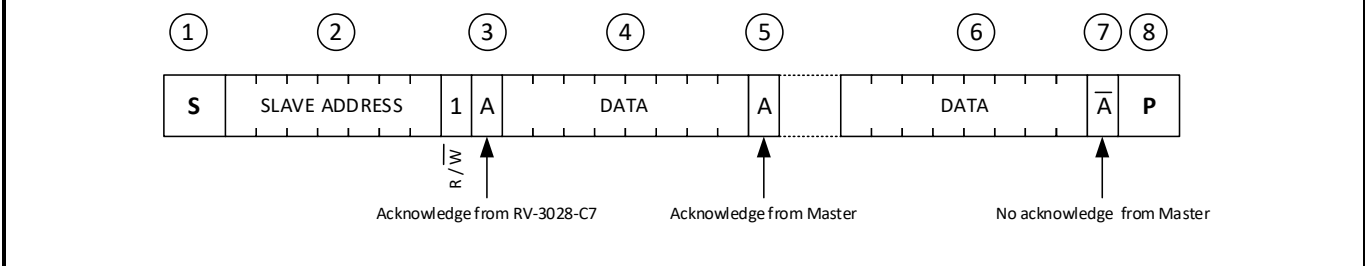 ① ② ③ ④ ⑤ ⑥ ⑦ ⑧
S SLAVE ADDRESS 1 A DATA A DATA A̅ P
R/W̅
Acknowledge from RV-3028-C7 Acknowledge from Master No acknowledge from Master